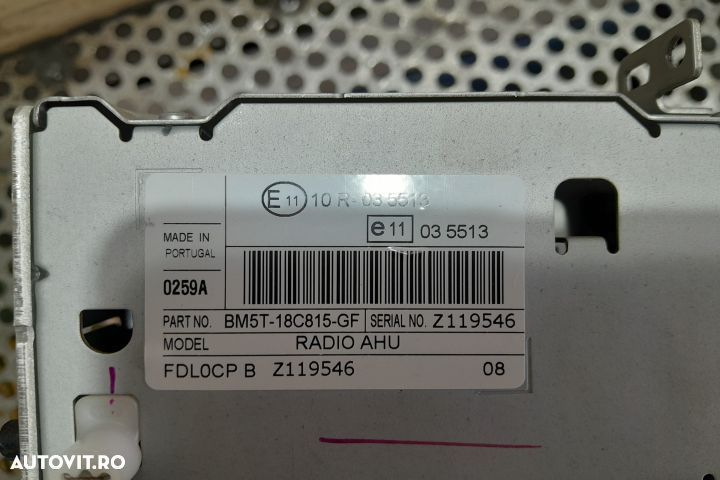 E 11 10 R- 03 5513
e 11 03 5513
MADE IN
PORTUGAL
0259A
PART NO. BM5T-18C815-GF SERIAL NO. Z119546
MODEL RADIO AHU
FDL0CP B Z119546 08
AUTOVIT.RO